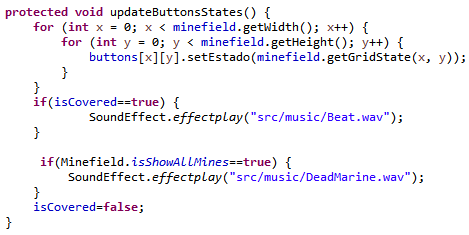 protected void updateButtonsStates() {
    for (int x = 0; x < minefield.getWidth(); x++) {
        for (int y = 0; y < minefield.getHeight(); y++) {
            buttons[x][y].setEstado(minefield.getGridState(x, y));
        }
    }
    if(isCovered==true) {
            SoundEffect.effectplay("src/music/Beat.wav");
    }

     if(Minefield.isShowAllMines==true) {
         SoundEffect.effectplay("src/music/DeadMarine.wav");
    }
    isCovered=false;
}